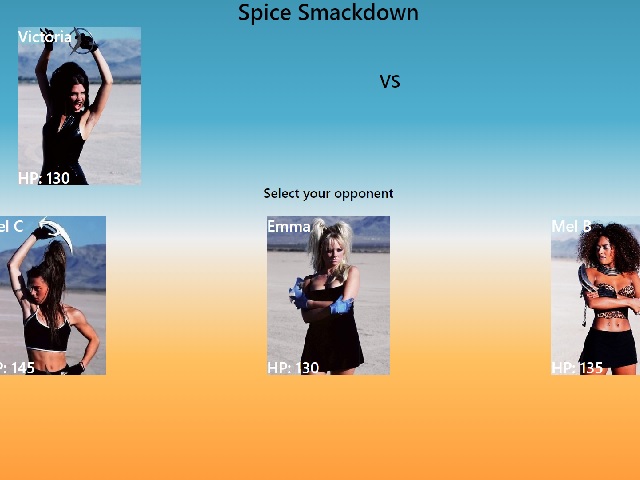 Spice Smackdown
Victoria
VS
HP: 130
Select your opponent
el C
Emma
Mel B
P: 145
HP: 130
HP: 135